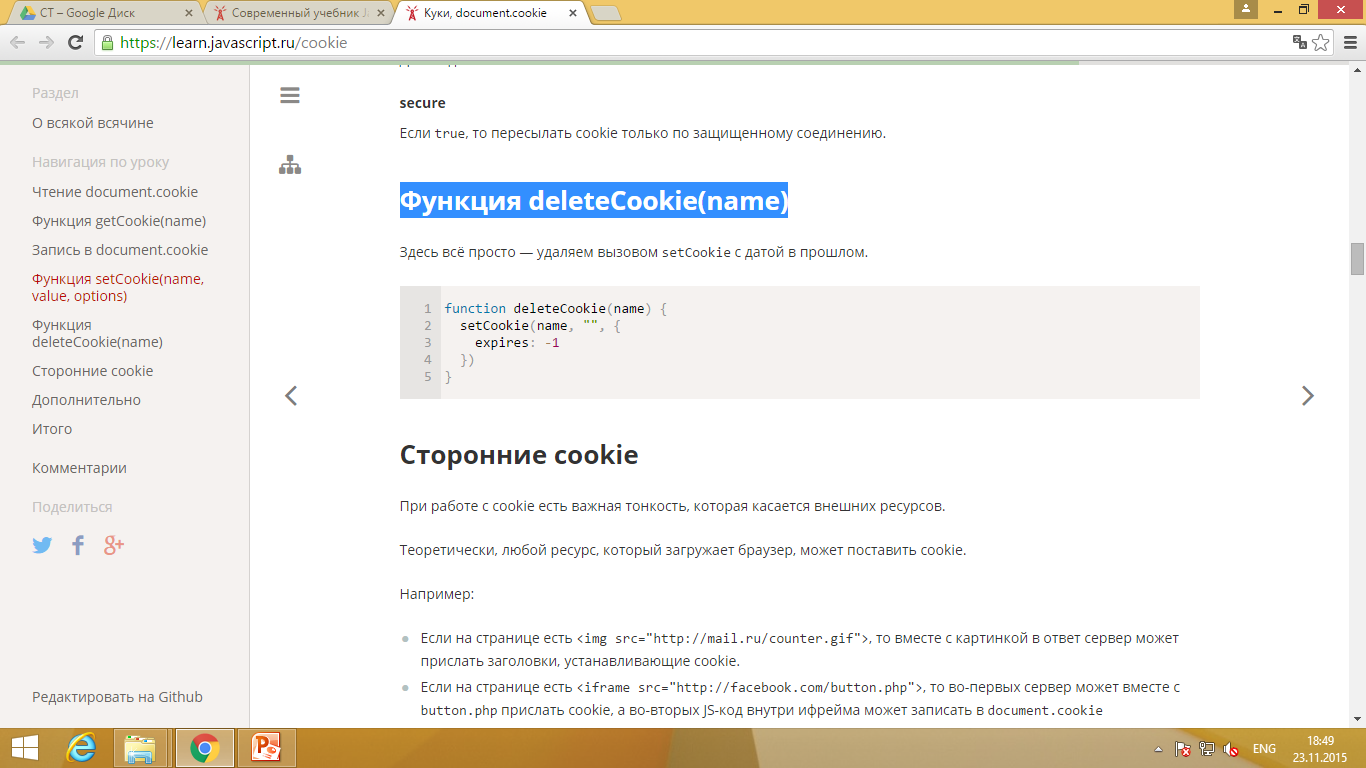 СТ – Google Диск
Современный учебник
Куки, document.cookie
https://learn.javascript.ru/cookie
Раздел
О всякой всячине
Навигация по уроку
Чтение document.cookie
Функция getCookie(name)
Запись в document.cookie
Функция setCookie(name,
value, options)
Функция
deleteCookie(name)
Сторонние cookie
Дополнительно
Итого
Комментарии
Поделиться
Редактировать на Github
secure
Если true, то пересылать cookie только по защищенному соединению.
Функция deleteCookie(name)
Здесь всё просто — удаляем вызовом setCookie с датой в прошлом.
1 function deleteCookie(name) {
2 setCookie(name, "", {
3 expires: -1
4 })
5 }
Сторонние cookie
При работе с cookie есть важная тонкость, которая касается внешних ресурсов.
Теоретически, любой ресурс, который загружает браузер, может поставить cookie.
Например:
Если на странице есть <img src="http://mail.ru/counter.gif">, то вместе с картинкой в ответ сервер может
прислать заголовки, устанавливающие cookie.
Если на странице есть <iframe src="http://facebook.com/button.php">, то во-первых сервер может вместе с
button.php прислать cookie, а во-вторых JS-код внутри ифрейма может записать в document.cookie
ENG
18:49
23.11.2015